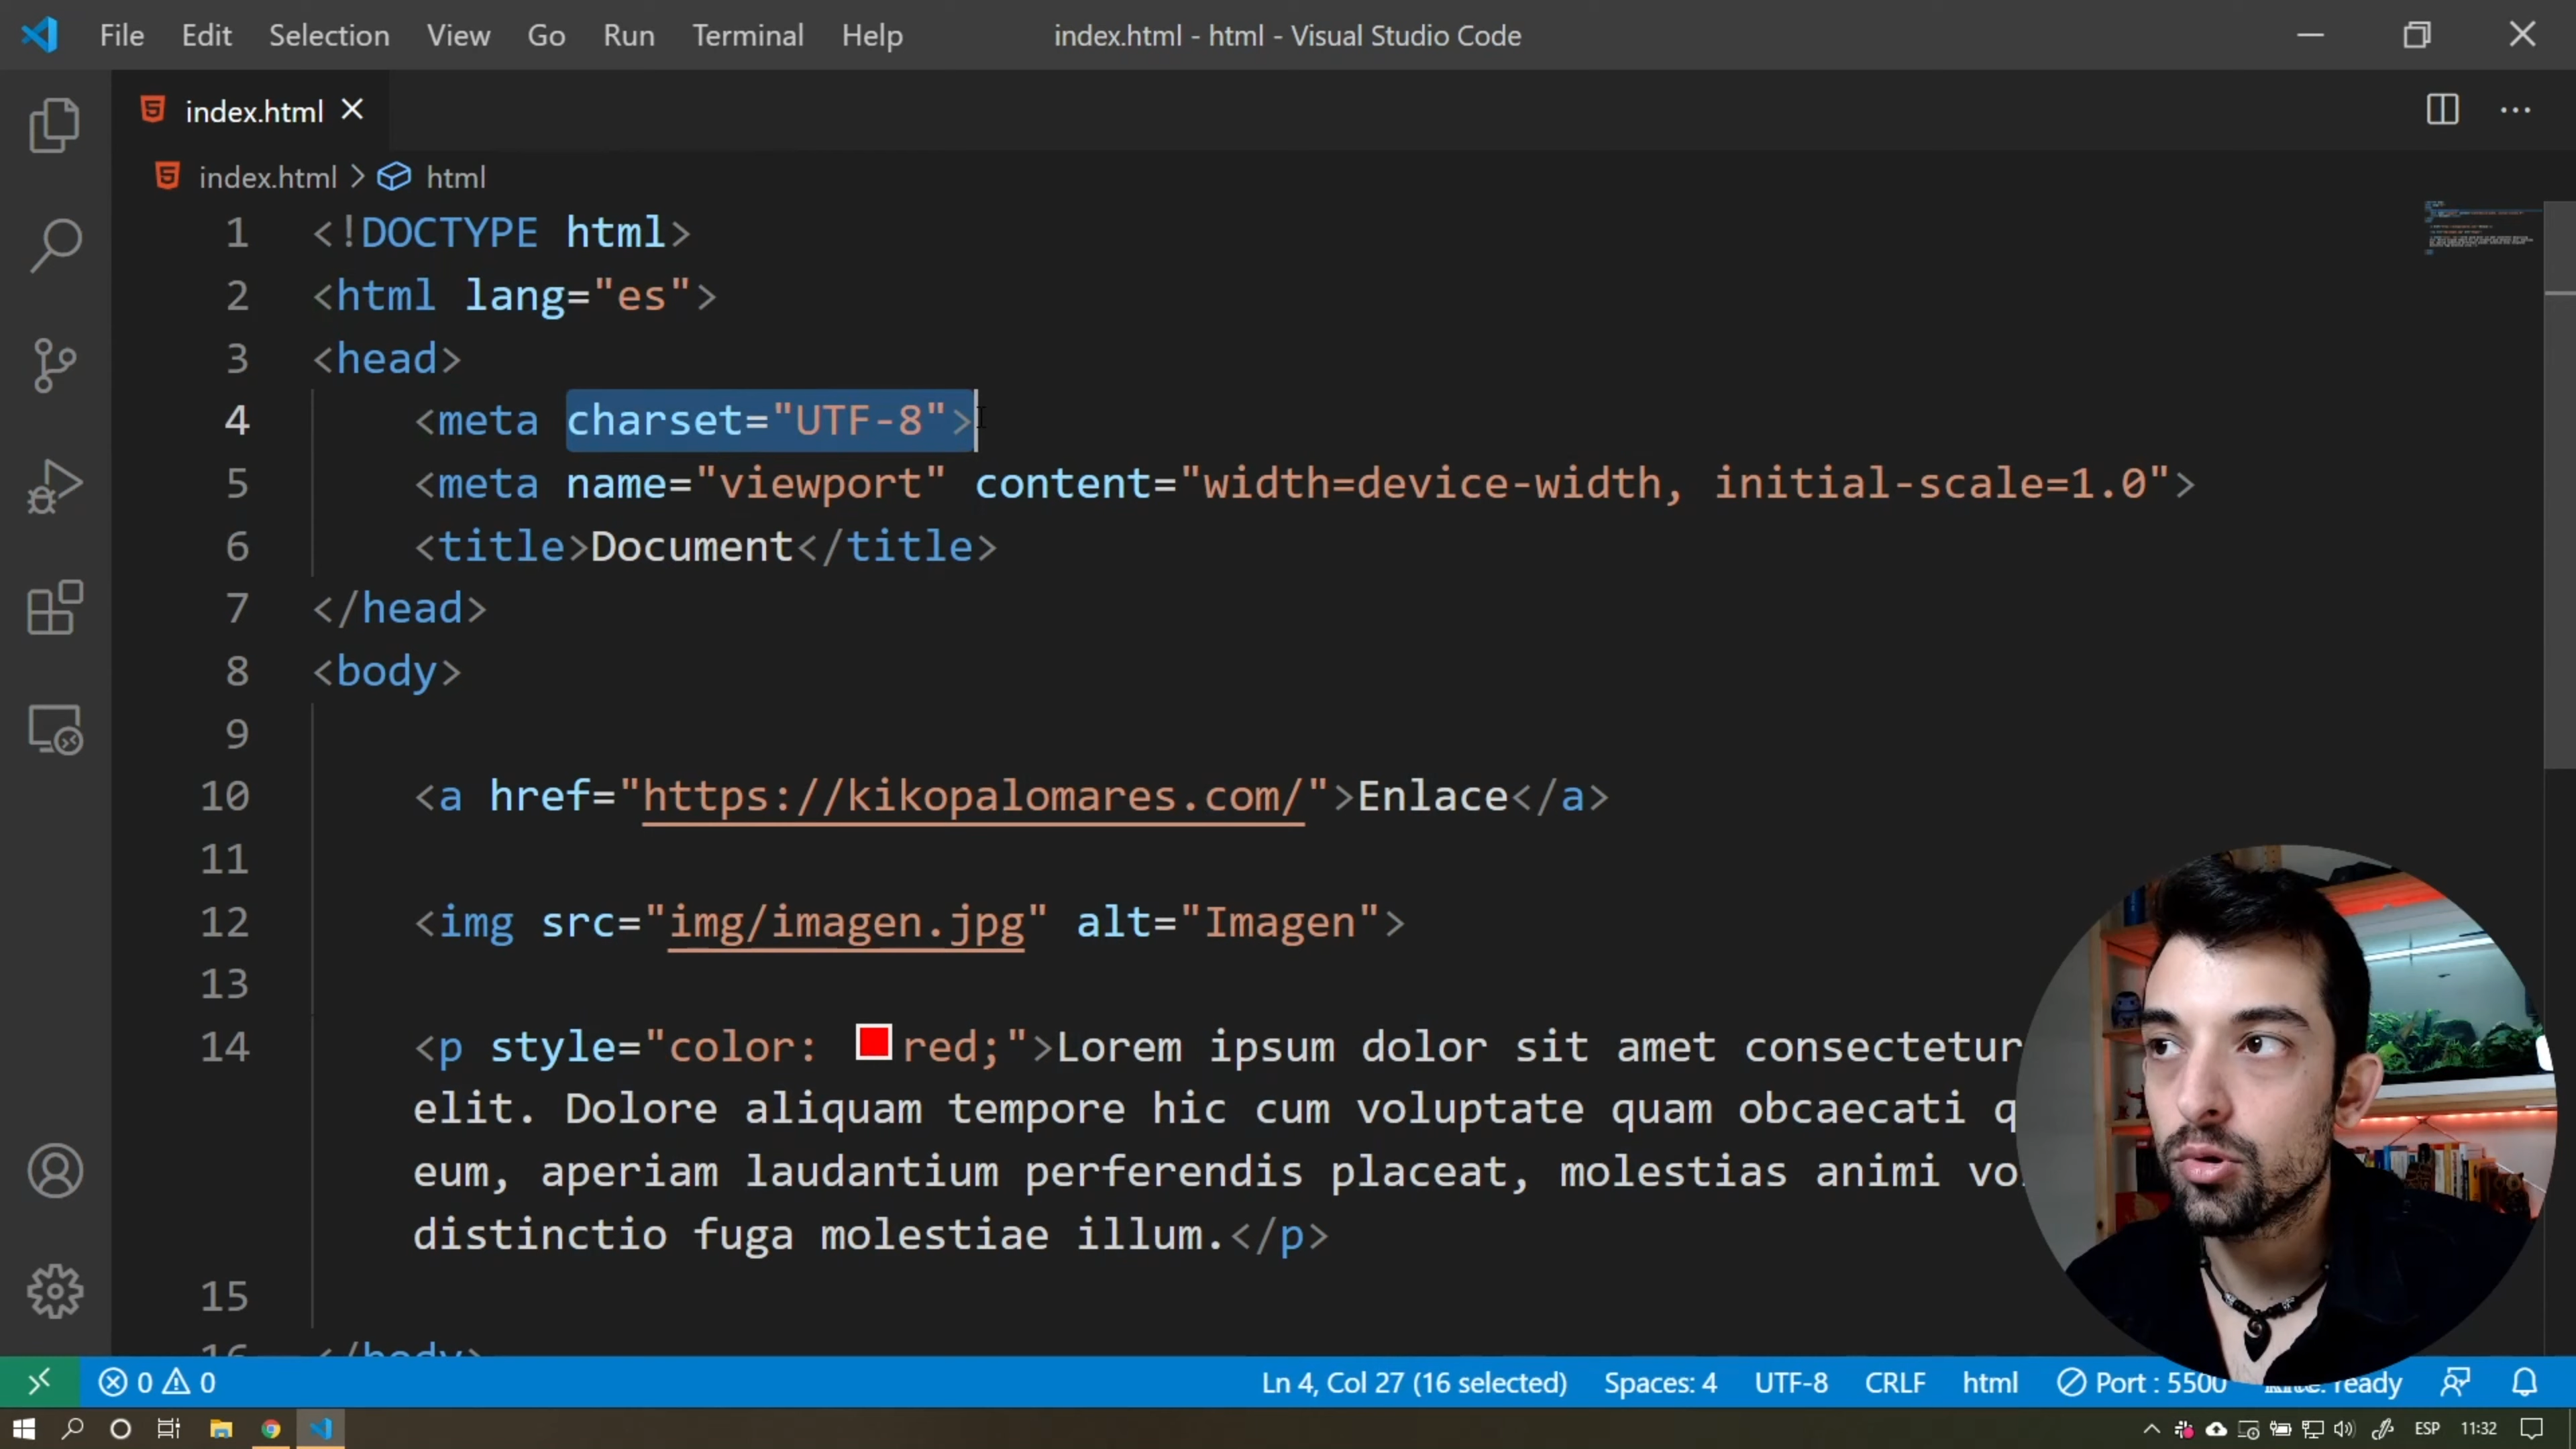 File Edit Selection View Go Run Terminal Help index.html - html - Visual Studio Code
index.html
index.html > html
1 <!DOCTYPE html>
2 <html lang="es">
3 <head>
4 <meta charset="UTF-8">
5 <meta name="viewport" content="width=device-width, initial-scale=1.0">
6 <title>Document</title>
7 </head>
8 <body>
9
10 <a href="https://kikopalomares.com/">Enlace</a>
11
12 <img src="img/imagen.jpg" alt="Imagen">
13
14 <p style="color: red;">Lorem ipsum dolor sit amet consectetur
elit. Dolore aliquam tempore hic cum voluptate quam obcaecati q
eum, aperiam laudantium perferendis placeat, molestias animi
distinctio fuga molestiae illum.</p>
15
16 </body>
0 0 Ln 4, Col 27 (16 selected) Spaces: 4 UTF-8 CRLF html Port : 5500 Kite: ready
ESP 11:32